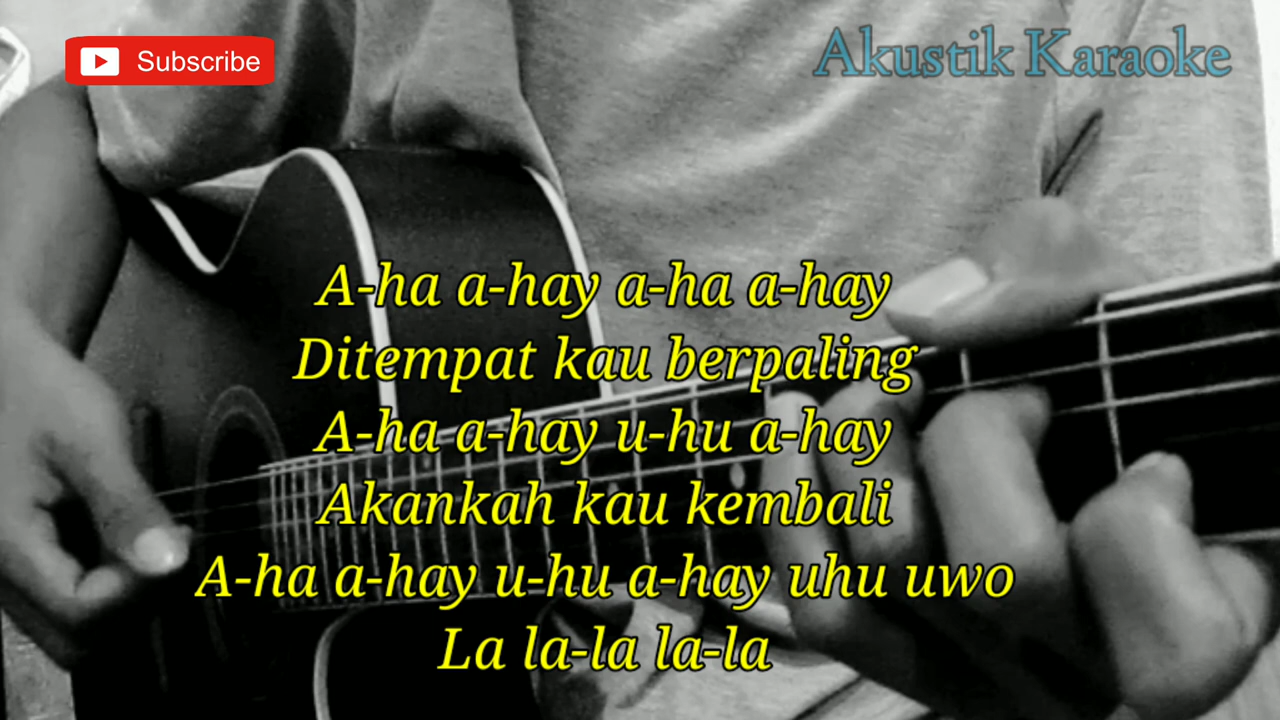 Subscribe
Akustik Karaoke
A-ha a-hay a-ha a-hay
Ditempat kau berpaling
A-ha a-hay u-hu a-hay
Akankah kau kembali
A-ha a-hay u-hu a-hay uhu uwo
La la-la la-la